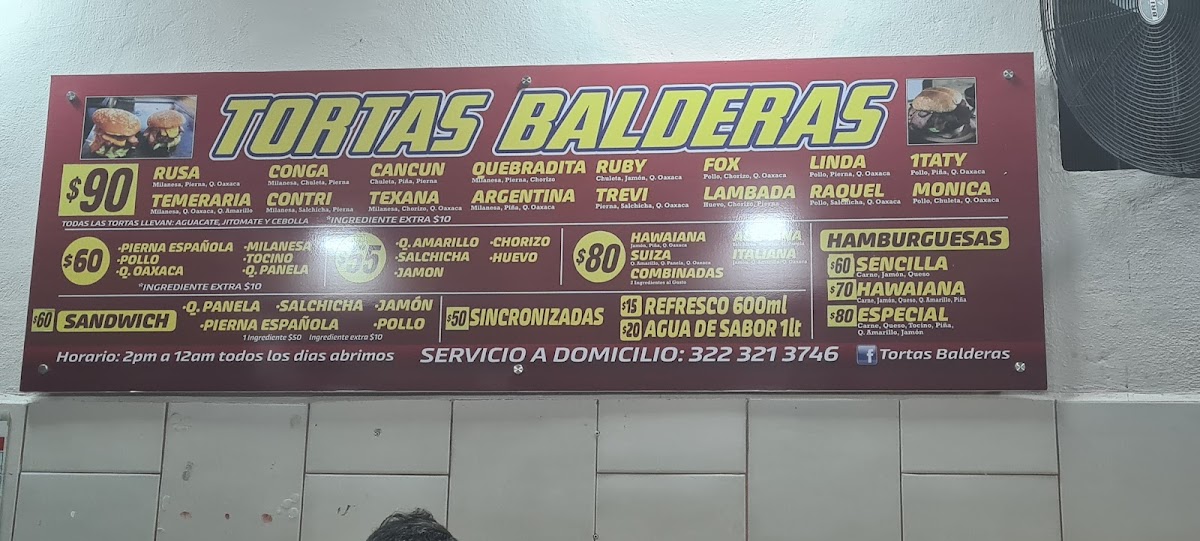 TORTAS BALDERAS
$90
RUSA
Milanesa, Pierna, Q. Oaxaca
CONGA
Milanesa, Chuleta, Pierna
CANCUN
Chuleta, Piña, Pierna
QUEBRADITA
Milanesa, Pierna, Chorizo
RUBY
Chuleta, Jamón, Q. Oaxaca
FOX
Pollo, Chorizo, Q. Oaxaca
LINDA
Pollo, Pierna, Q. Oaxaca
1TATY
Pollo, Piña, Q. Oaxaca
TEMERARIA
Milanesa, Q. Oaxaca, Q. Amarillo
CONTRI
Milanesa, Salchicha, Pierna
TEXANA
Milanesa, Chorizo, Q. Oaxaca
ARGENTINA
Milanesa, Piña, Q. Oaxaca
TREVI
Pierna, Salchicha, Q. Oaxaca
LAMBADA
Huevo, Chorizo, Pierna
RAQUEL
Pollo, Salchicha, Q. Oaxaca
MONICA
Pollo, Chuleta, Q. Oaxaca
TODAS LAS TORTAS LLEVAN: AGUACATE, JITOMATE Y CEBOLLA *INGREDIENTE EXTRA $10
$60
·PIERNA ESPAÑOLA ·MILANESA
·POLLO ·TOCINO
·Q. OAXACA ·Q. PANELA
*INGREDIENTE EXTRA $10
·Q. AMARILLO ·CHORIZO
·SALCHICHA ·HUEVO
·JAMON
$80
HAWAIANA
Jamón, Piña, Q. Oaxaca
SUIZA
Q. Amarillo, Q. Panela, Q. Oaxaca
COMBINADAS
2 Ingredientes al Gusto
ITALIANA
HAMBURGUESAS
$60 SENCILLA
Carne, Jamón, Queso
$70 HAWAIANA
Carne, Jamón, Queso, Q. Amarillo, Piña
$80 ESPECIAL
Carne, Queso, Tocino, Piña,
Q. Amarillo, Jamón
$60 SANDWICH
·Q. PANELA ·SALCHICHA ·JAMÓN
·PIERNA ESPAÑOLA ·POLLO
1 Ingrediente $50 Ingrediente extra $10
$50 SINCRONIZADAS
$15 REFRESCO 600ml
$20 AGUA DE SABOR 1lt
Horario: 2pm a 12am todos los dias abrimos SERVICIO A DOMICILIO: 322 321 3746 f Tortas Balderas